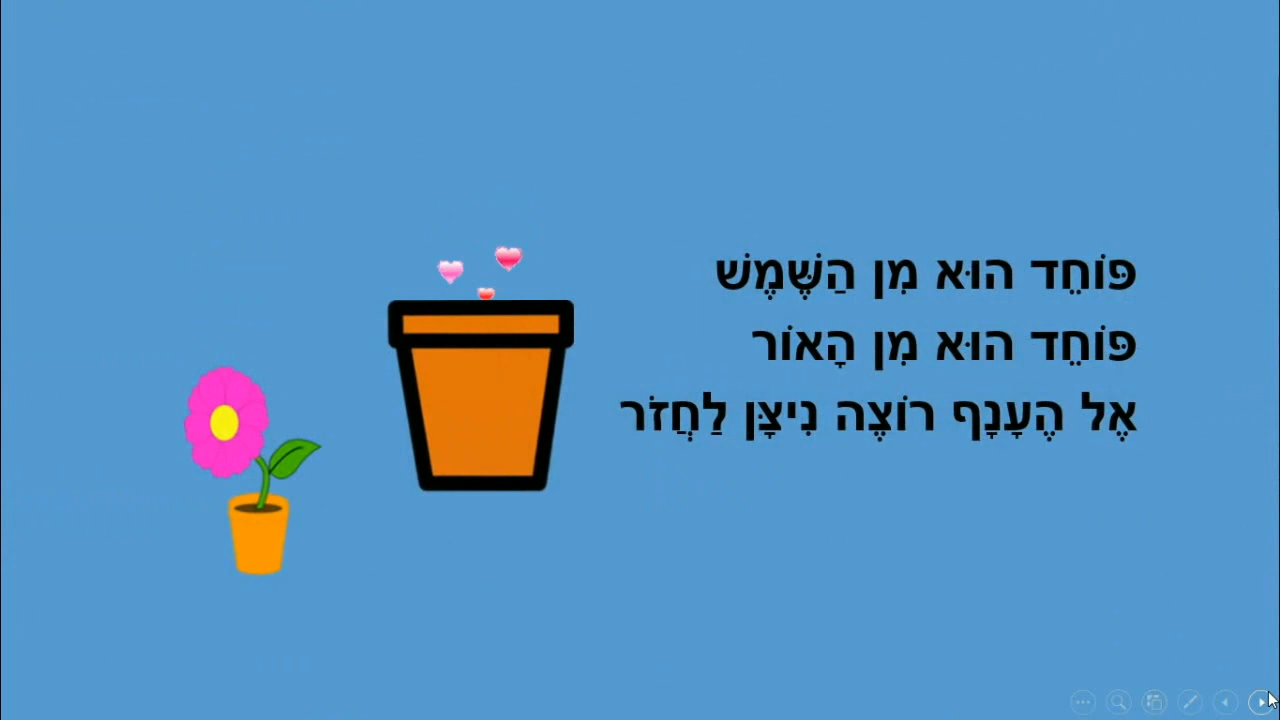 פּוֹחֵד הוּא מִן הַשֶּׁמֶשׁ
פּוֹחֵד הוּא מִן הָאוֹר
אֶל הֶעָנָף רוֹצֶה נִיצָּן לַחֲזֹר